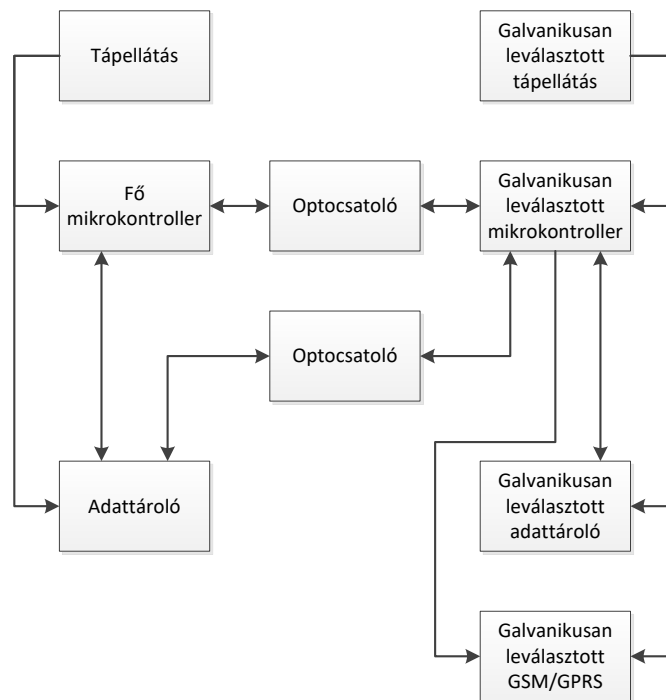 Tápellátás
Galvanikusan
leválasztott
tápellátás
Fő
mikrokontroller
Optocsatoló
Galvanikusan
leválasztott
mikrokontroller
Optocsatoló
Adattároló
Galvanikusan
leválasztott
adattároló
Galvanikusan
leválasztott
GSM/GPRS